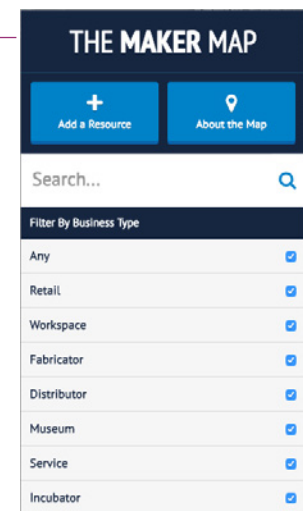 THE MAKER MAP
Add a Resource
About the Map
Search...
Filter By Business Type
Any
Retail
Workspace
Fabricator
Distributor
Museum
Service
Incubator